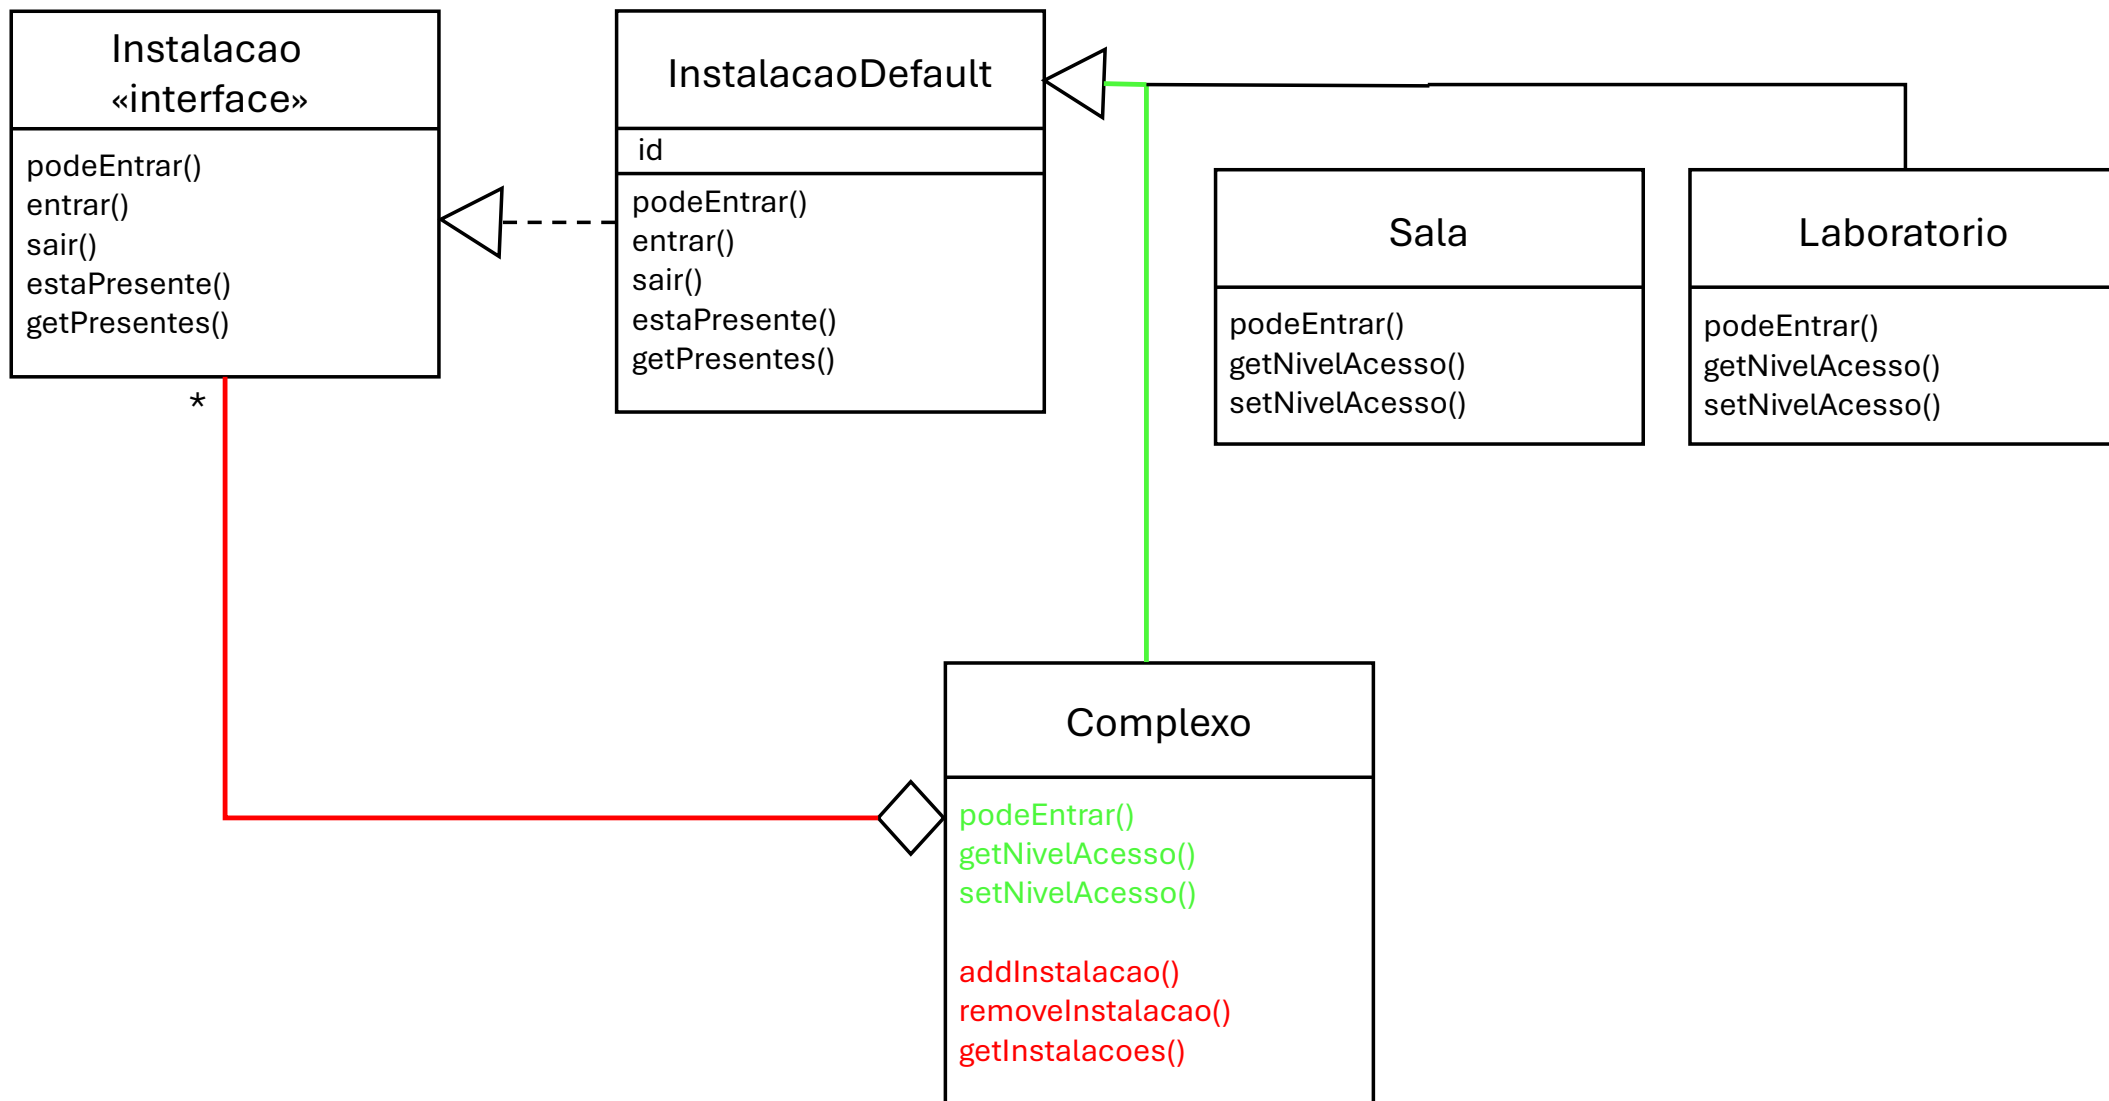 Instalacao
«interface»
podeEntrar()
entrar()
sair()
estaPresente()
getPresentes()
*
InstalacaoDefault
id
podeEntrar()
entrar()
sair()
estaPresente()
getPresentes()
Sala
podeEntrar()
getNivelAcesso()
setNivelAcesso()
Laboratorio
podeEntrar()
getNivelAcesso()
setNivelAcesso()
Complexo
podeEntrar()
getNivelAcesso()
setNivelAcesso()
addInstalacao()
removeInstalacao()
getInstalacoes()